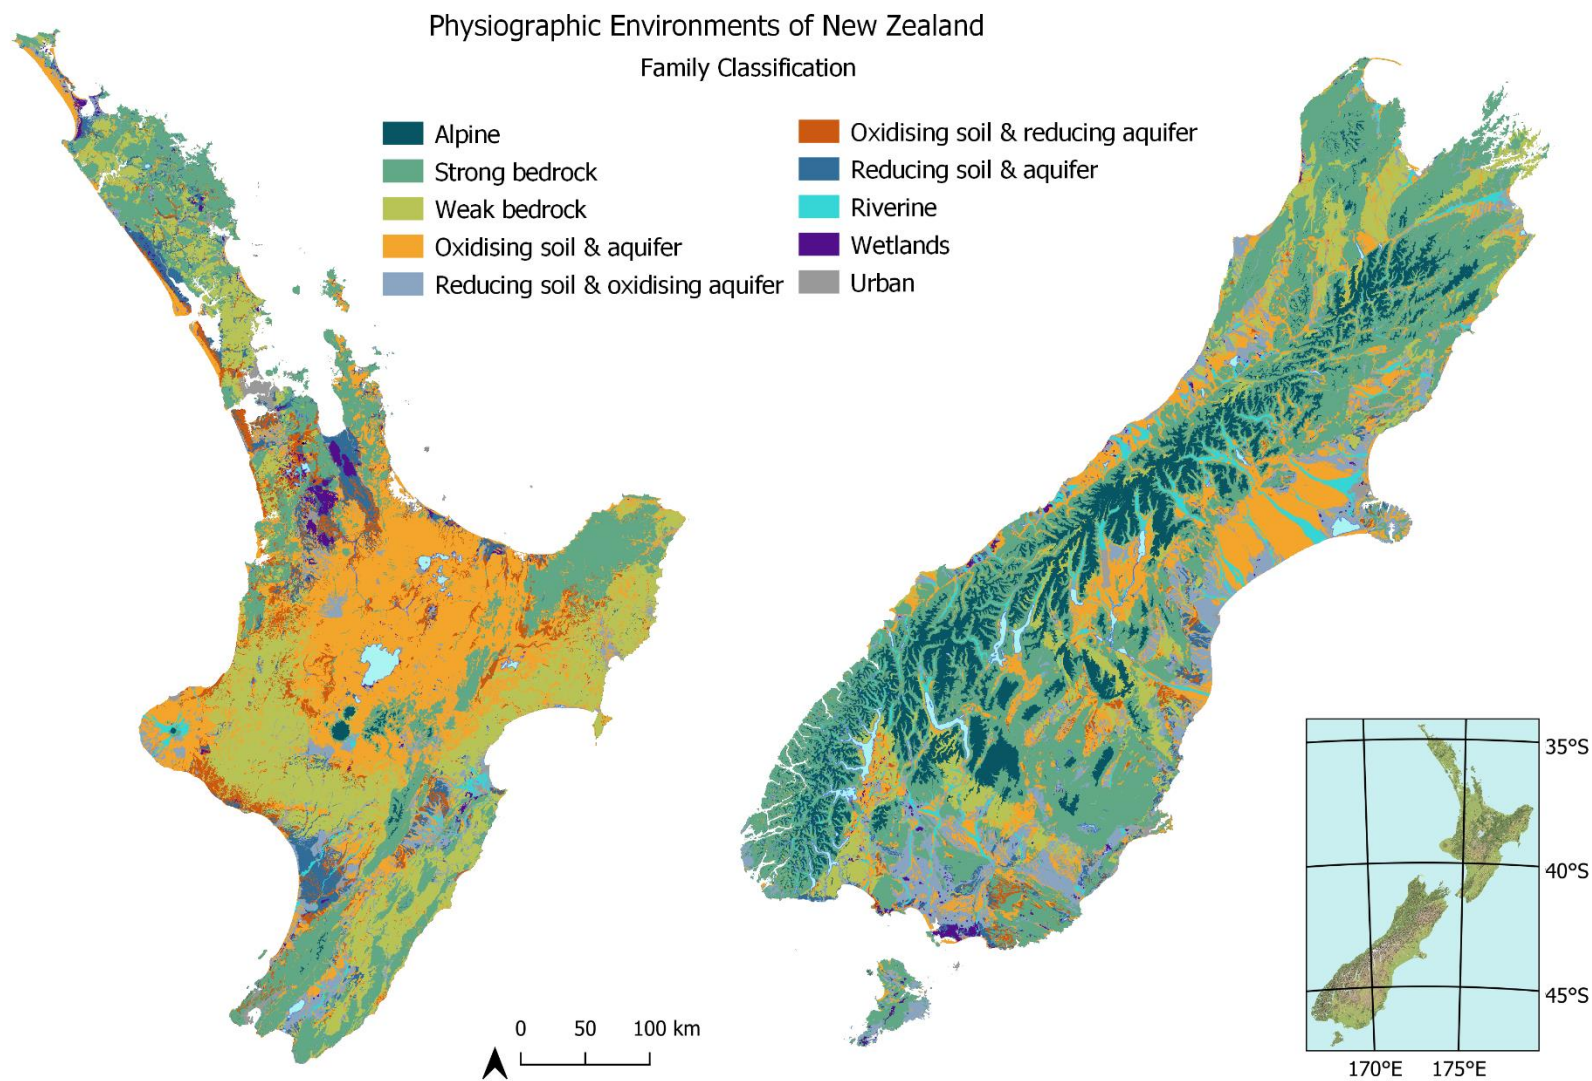 Physiographic Environments of New Zealand
Family Classification
Alpine
Strong bedrock
Weak bedrock
Oxidising soil & aquifer
Reducing soil & oxidising aquifer
Oxidising soil & reducing aquifer
Reducing soil & aquifer
Riverine
Wetlands
Urban
0 50 100 km
35°S
40°S
45°S
170°E 175°E